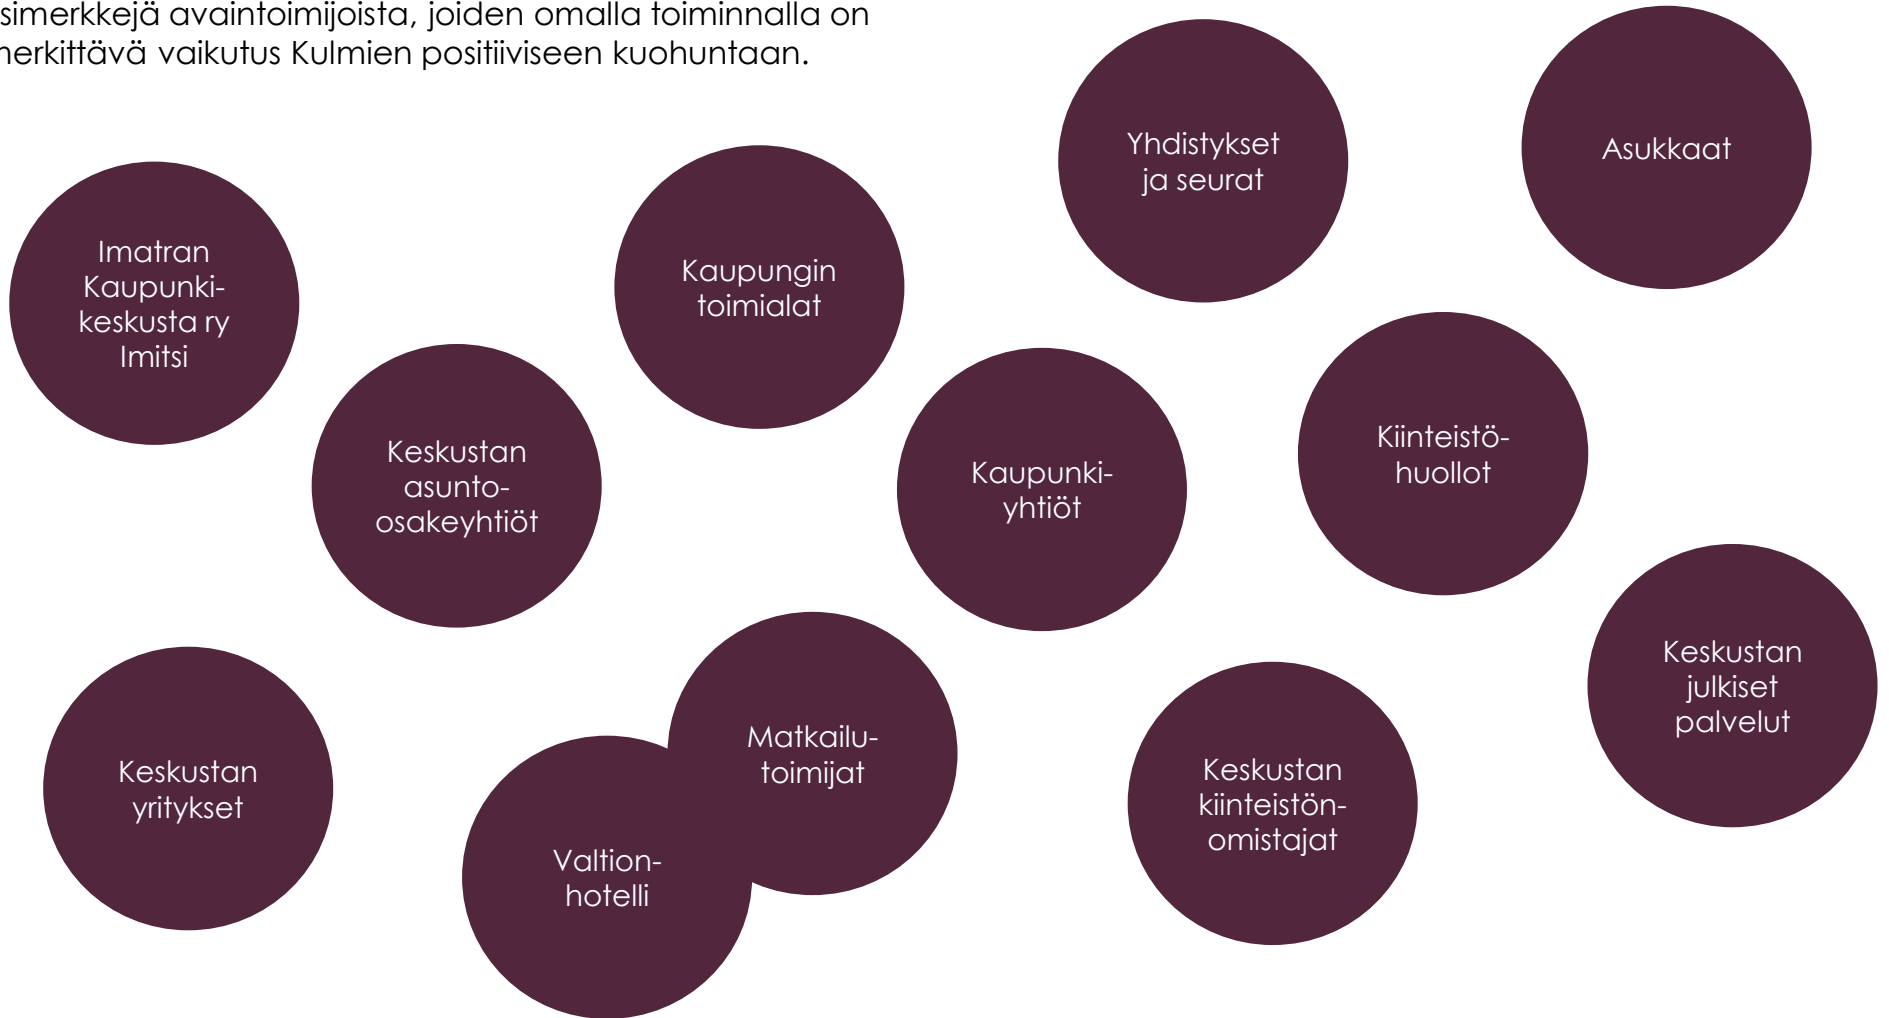 simerkkejä avaintoimijoista, joiden omalla toiminnalla on
nerkittävä vaikutus Kulmien positiiviseen kuohuntaan.
Yhdistykset
ja seurat
Asukkaat
Imatran
Kaupunki-
keskusta ry
Imitsi
Kaupungin
toimialat
Keskustan
asunto-
osakeyhtiöt
Kaupunki-
yhtiöt
Kiinteistö-
huollot
Keskustan
julkiset
palvelut
Keskustan
yritykset
Matkailu-
toimijat
Valtion-
hotelli
Keskustan
kiinteistön-
omistajat